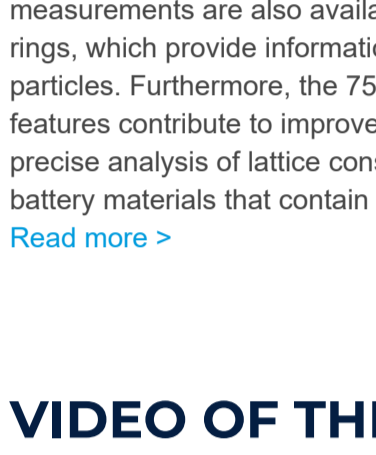 measurements are also availa
rings, which provide informati
particles. Furthermore, the 75
features contribute to improve
precise analysis of lattice con
battery materials that contain
Read more >
VIDEO OF TH